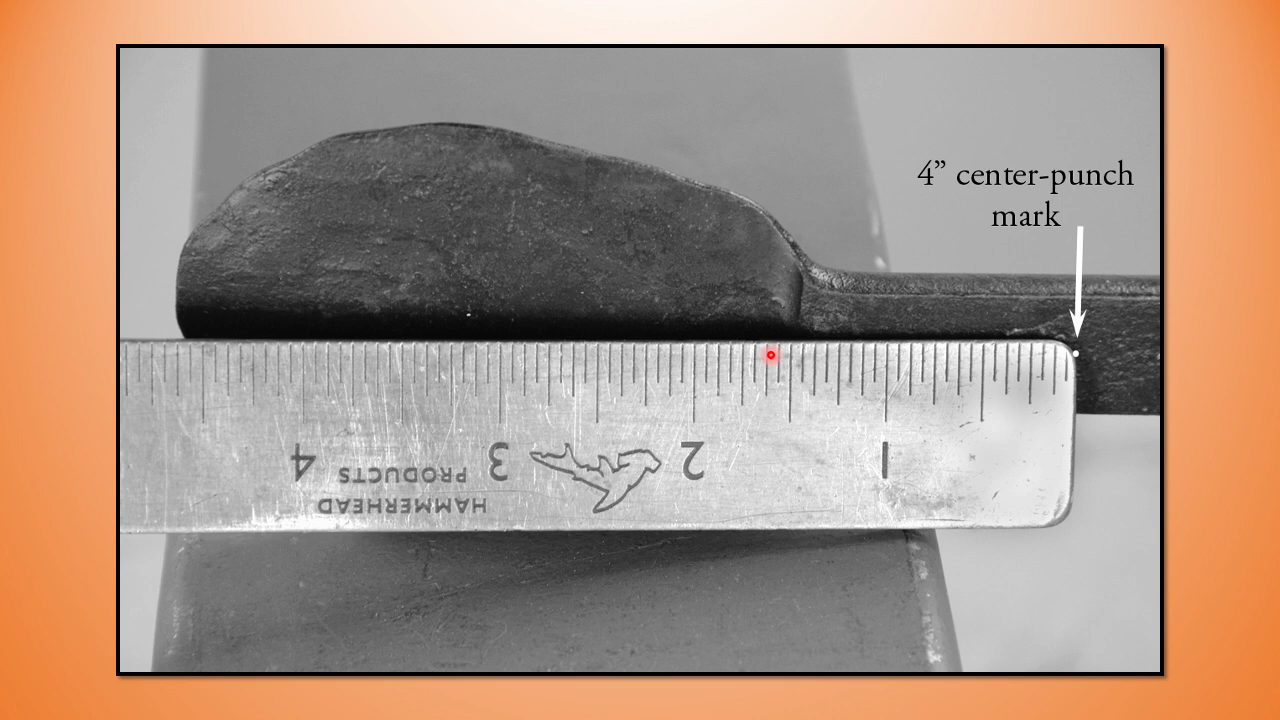 4” center-punch
mark
4 3 2 1
PRODUCTS
HAMMERHEAD